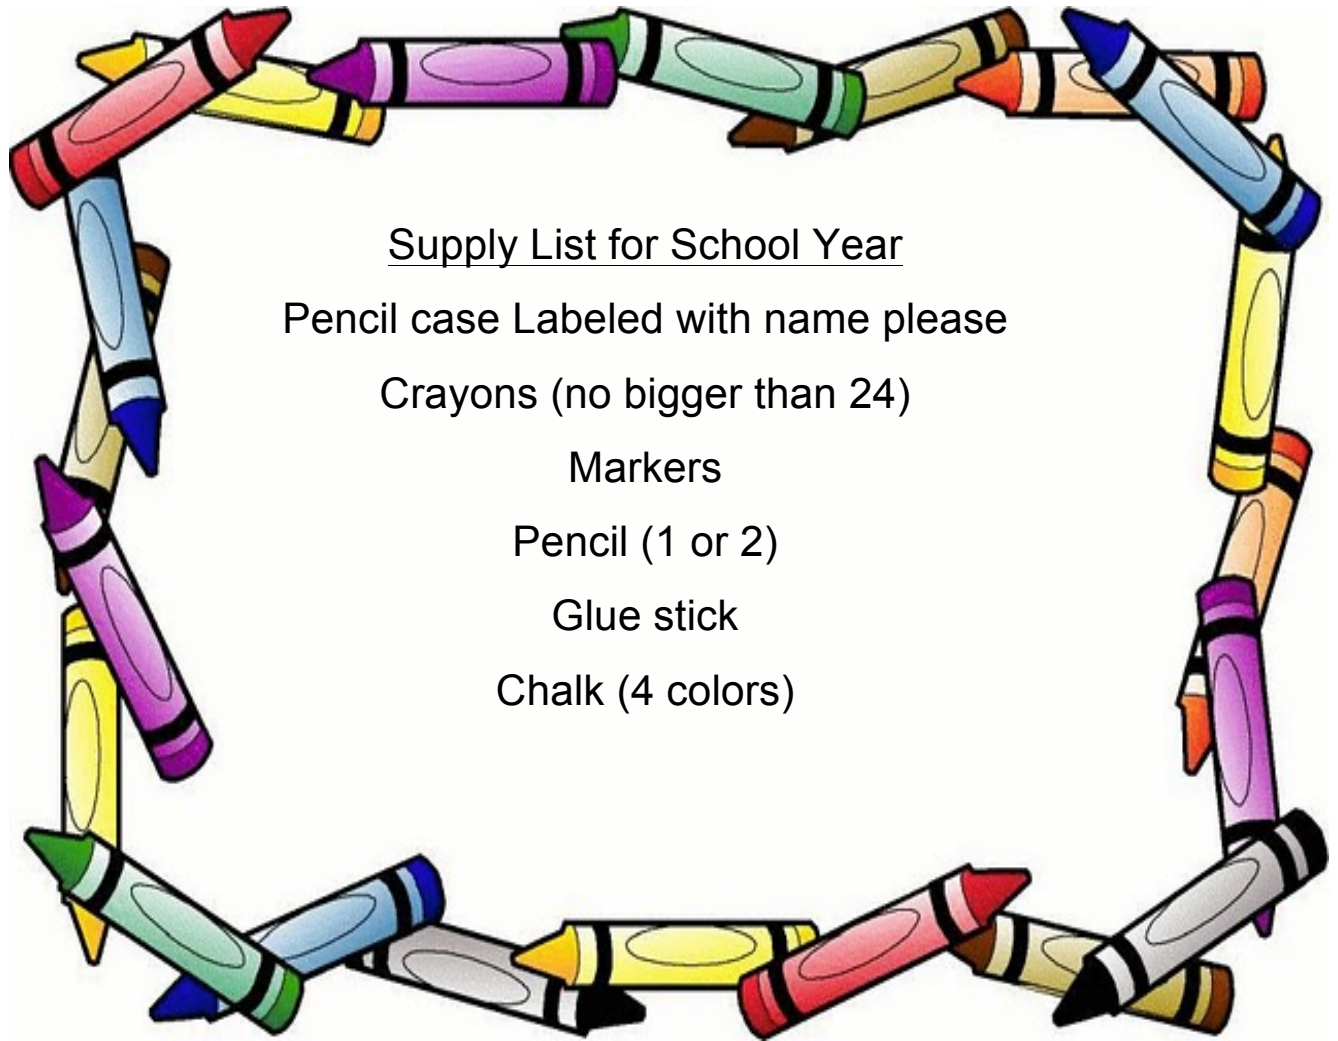 Supply List for School Year
Pencil case Labeled with name please
Crayons (no bigger than 24)
Markers
Pencil (1 or 2)
Glue stick
Chalk (4 colors)